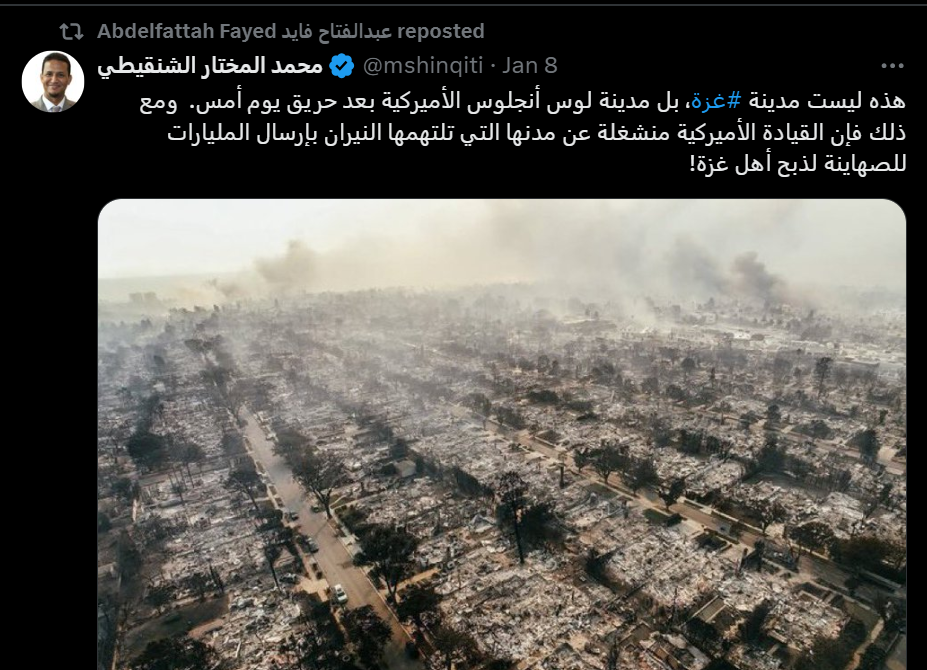 Abdelfattah Fayed عبدالفتاح فايد reposted
محمد المختار الشنقيطي @mshinqiti · Jan 8
هذه ليست مدينة #غزة، بل مدينة لوس أنجلوس الأميركية بعد حريق يوم أمس. ومع
ذلك فإن القيادة الأميركية منشغلة عن مدنها التي تلتهمها النيران بإرسال المليارات
للصهاينة لذبح أهل غزة!